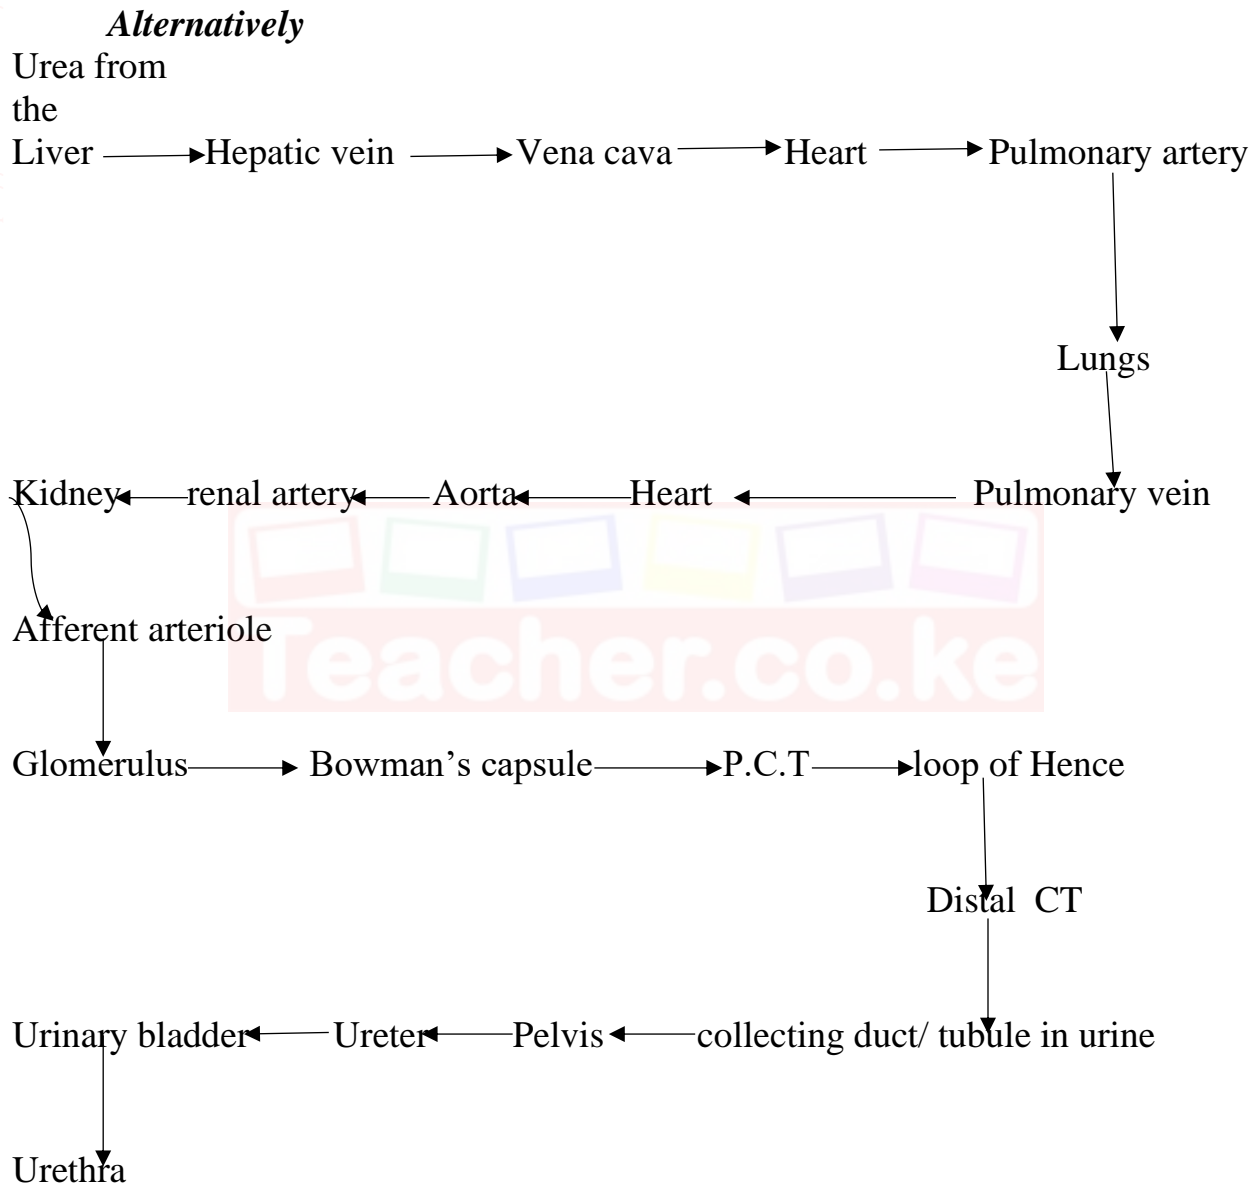 Alternatively
Urea from
the
Liver Hepatic vein Vena cava Heart Pulmonary artery
Lungs
Kidney renal artery Aorta Heart Pulmonary vein
Afferent arteriole
Teacher.co.ke
Glomerulus Bowman’s capsule P.C.T loop of Hence
Distal CT
Urinary bladder Ureter Pelvis collecting duct/ tubule in urine
Urethra